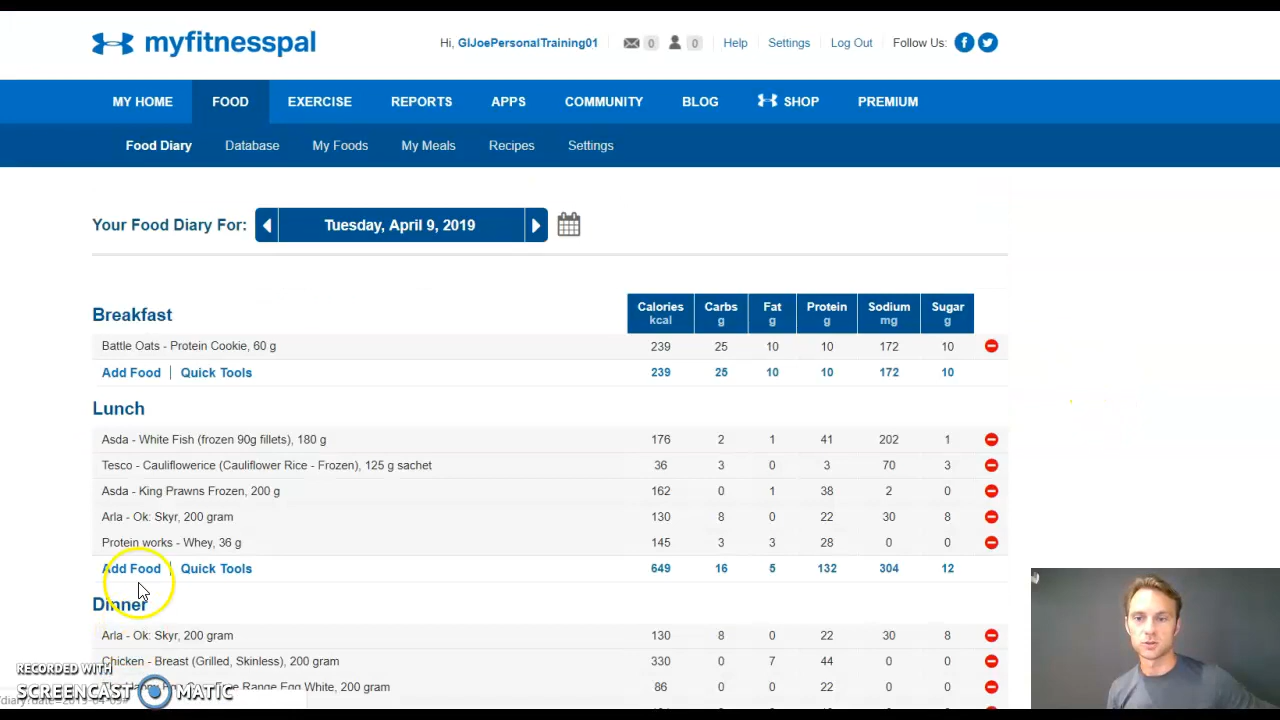 myfitnesspal
Hi, GIJoePersonalTraining01 0 0 Help Settings Log Out Follow Us:
MY HOME FOOD EXERCISE REPORTS APPS COMMUNITY BLOG SHOP PREMIUM
Food Diary Database My Foods My Meals Recipes Settings
Your Food Diary For: Tuesday, April 9, 2019
Breakfast Calories kcal Carbs g Fat g Protein g Sodium mg Sugar g
Battle Oats - Protein Cookie, 60 g 239 25 10 10 172 10
Add Food | Quick Tools 239 25 10 10 172 10
Lunch
Asda - White Fish (frozen 90g fillets), 180 g 176 2 1 41 202 1
Tesco - Cauliflowerice (Cauliflower Rice - Frozen), 125 g sachet 36 3 0 3 70 3
Asda - King Prawns Frozen, 200 g 162 0 1 38 2 0
Arla - Ok: Skyr, 200 gram 130 8 0 22 30 8
Protein works - Whey, 36 g 145 3 3 28 0 0
Add Food | Quick Tools 649 16 5 132 304 12
Dinner
Arla - Ok: Skyr, 200 gram 130 8 0 22 30 8
Chicken - Breast (Grilled, Skinless), 200 gram 330 0 7 44 0 0
Range Egg White, 200 gram 86 0 0 22 0 0
RECORDED WITH
SCREENCAST MATIC